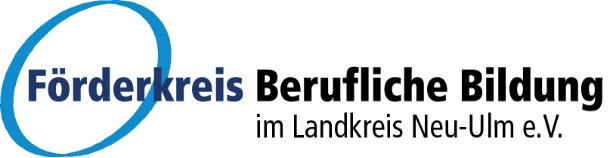 Förderkreis Berufliche Bildung
im Landkreis Neu-Ulm e.V.